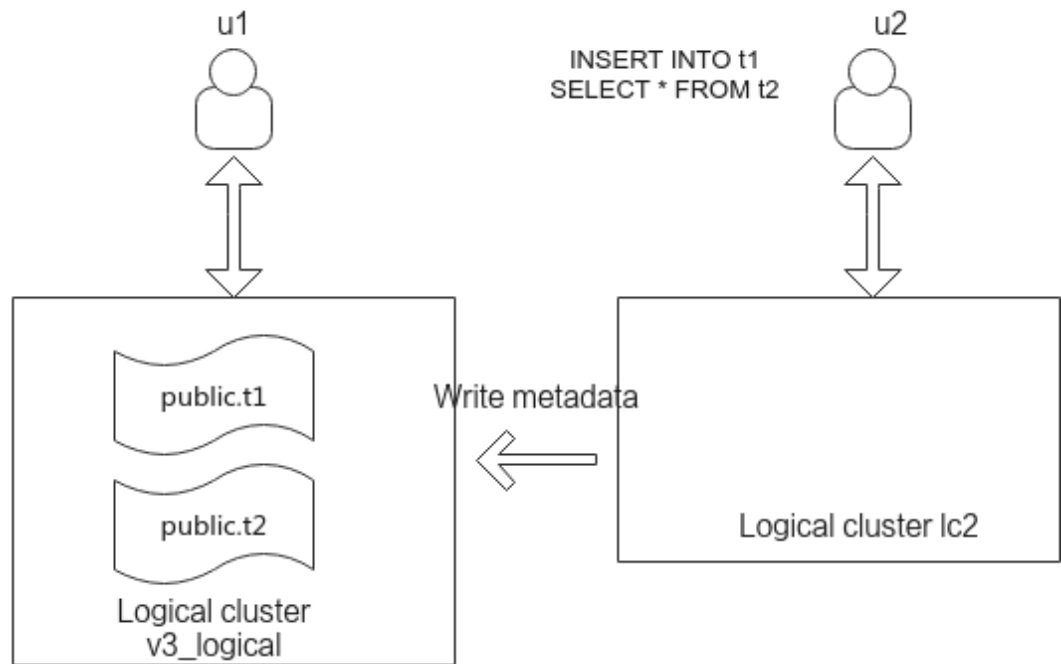 u1
u2
INSERT INTO t1
SELECT * FROM t2
public.t1
Write metadata
public.t2
Logical cluster lc2
Logical cluster
v3_logical